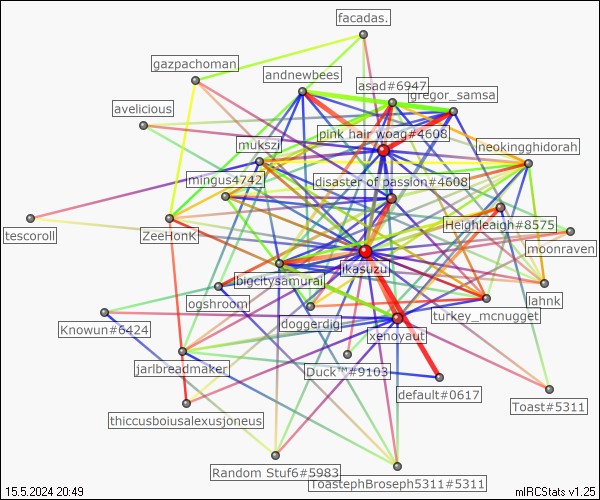 facadas.
gazpachoman
andnewbees
asad#6947
gregor_samsa
avelicious
pink hair woag#4608
mukszi
neokingghidorah
mingus4742
disaster of passion#4608
Heighleaigh#8575
tescoroll
ZeeHonK
moonraven
ikasuzu
bigcitysamurai
lahnk
ogshroom
doggerdig
turkey_mcnugget
Knowun#6424
xenoyaut
jarlbreadmaker
Duck™#9103
default#0617
Toast#5311
thiccusboiusalexusjoneus
Random Stuf6#5983
ToastephBroseph5311#5311
15.5.2024 20:49
mIRCStats v1.25